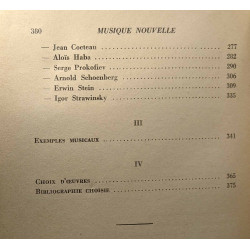 380 MUSIQUE NOUVELLE
— Jean Cocteau 277
— Aloïs Haba 282
— Serge Prokofiev 290
— Arnold Schoenberg 306
— Erwin Stein 309
— Igor Strawinsky 335
III
EXEMPLES MUSICAUX 341
IV
CHOIX D'ŒUVRES 365
BIBLIOGRAPHIE CHOISIE 375